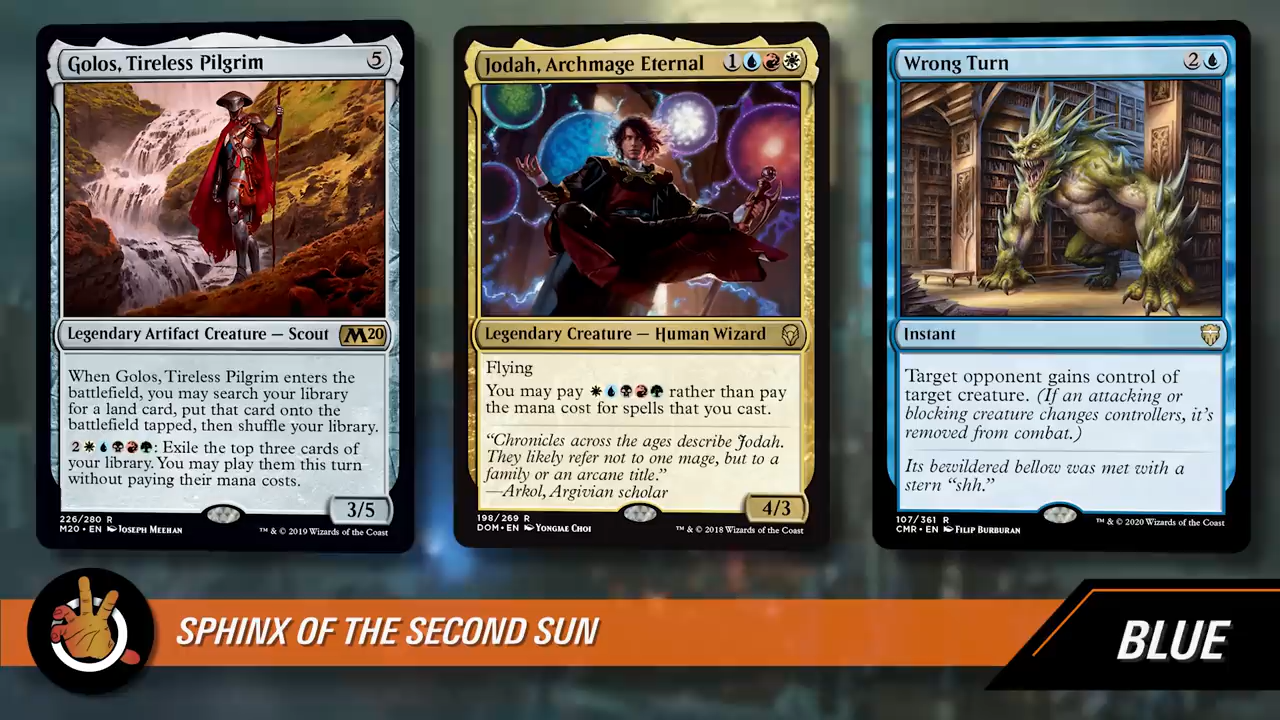 Golos, Tireless Pilgrim 5
Legendary Artifact Creature — Scout M20
When Golos, Tireless Pilgrim enters the
battlefield, you may search your library
for a land card, put that card onto the
battlefield tapped, then shuffle your library.
2: Exile the top three cards of
your library. You may play them this turn
without paying their mana costs.
3/5
226/280 R
M20 • EN Joseph Meehan
™ & © 2019 Wizards of the Coast
Jodah, Archmage Eternal 1
Legendary Creature — Human Wizard
Flying
You may pay rather than pay
the mana cost for spells that you cast.
“Chronicles across the ages describe Jodah.
They likely refer not to one mage, but to a
family or an arcane title.”
—Arkol, Argivian scholar
4/3
198/269 R
DOM • EN Yongjae Choi
™ & © 2018 Wizards of the Coast
Wrong Turn 2
Instant
Target opponent gains control of
target creature. (If an attacking or
blocking creature changes controllers, it’s
removed from combat.)
Its bewildered bellow was met with a
stern “shh.”
107/361 R
CMR • EN Filip Burburan
™ & © 2020 Wizards of the Coast
SPHINX OF THE SECOND SUN
BLUE